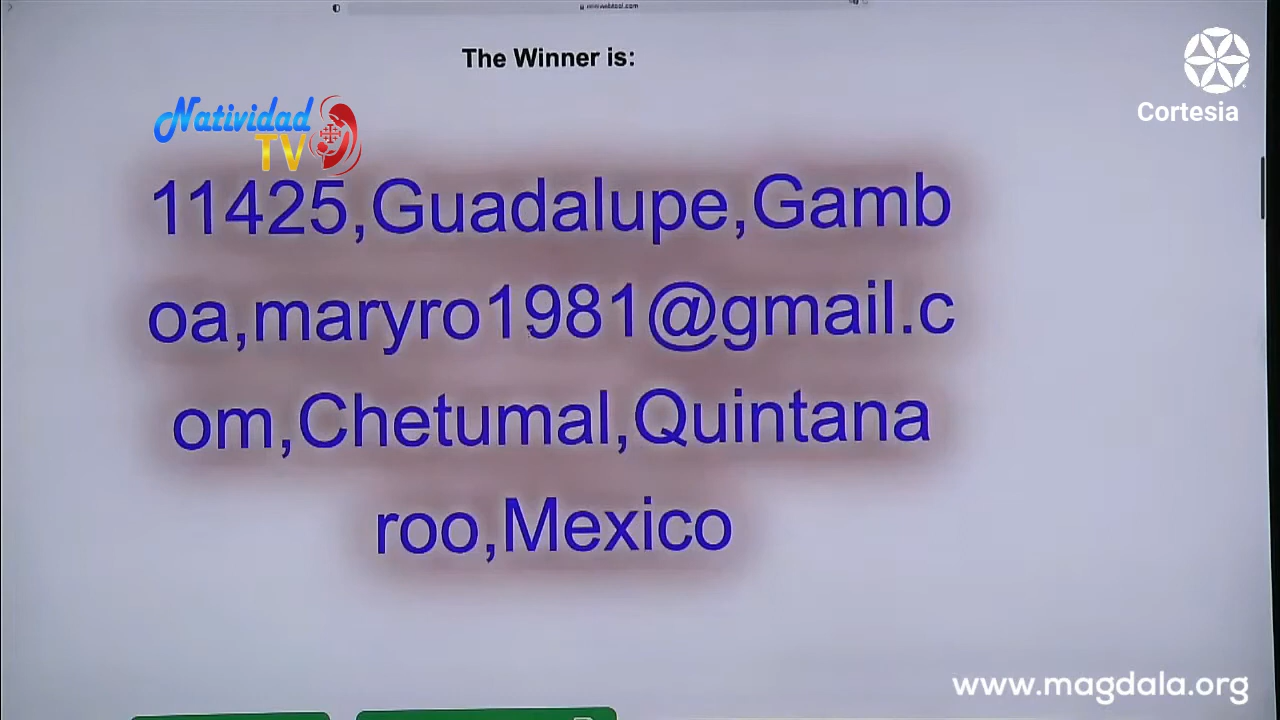 The Winner is:
Natividad
TV
Cortesia
11425,Guadalupe,Gamb
oa,maryro1981@gmail.c
om,Chetumal,Quintana
roo,Mexico
www.magdala.org